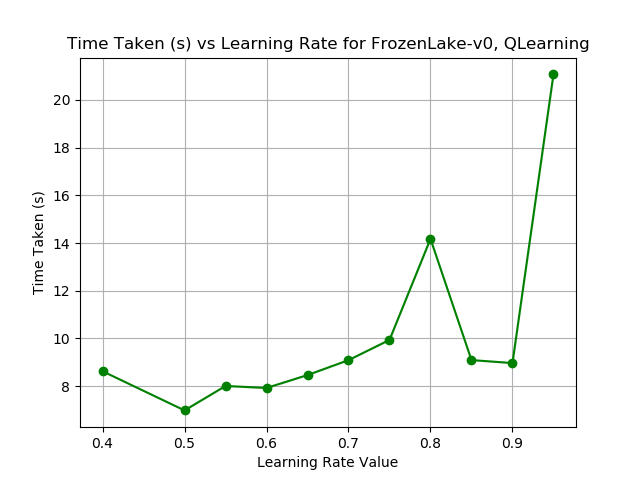 Time Taken (s) vs Learning Rate for FrozenLake-v0, QLearning
20
18
16
14
12
10
8
Time Taken (s)
0.4 0.5 0.6 0.7 0.8 0.9
Learning Rate Value